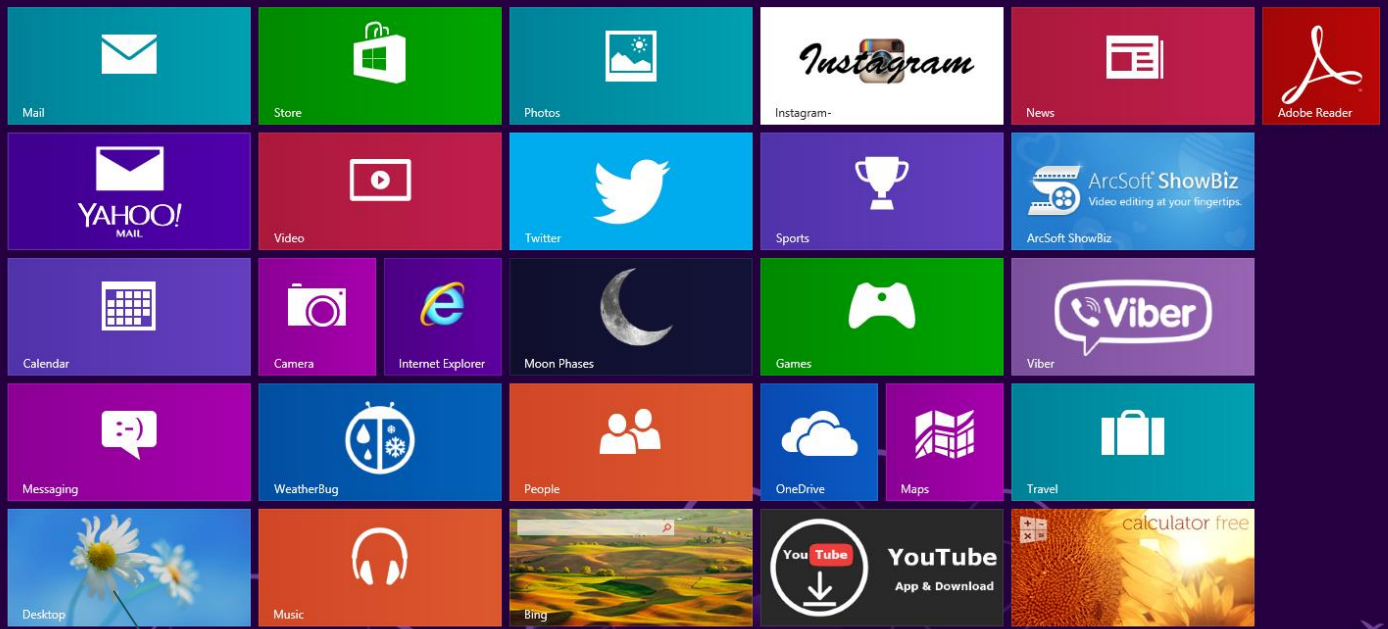 Mail
Store
Photos
Instagram
Instagram-
News
Adobe Reader
YAHOO!
MAIL
Video
Twitter
Sports
ArcSoft® ShowBiz
Video editing at your fingertips.
ArcSoft ShowBiz
Calendar
Camera
Internet Explorer
Moon Phases
Games
Viber
Viber
Messaging
:-)
WeatherBug
People
OneDrive
Maps
Travel
Desktop
Music
Bing
You Tube
YouTube
App & Download
calculator free